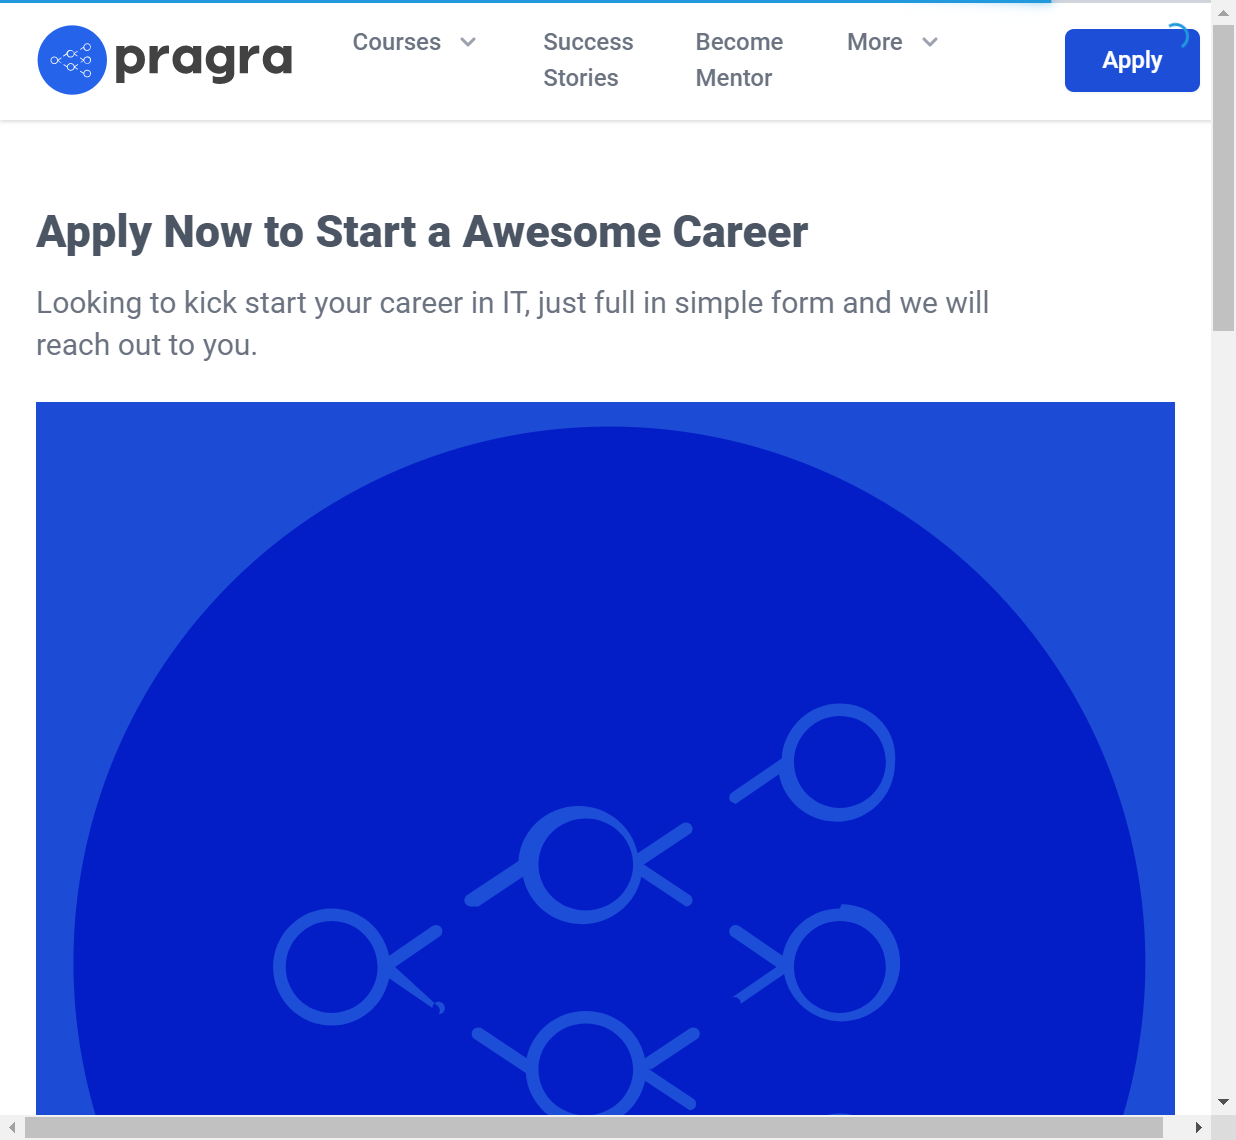 pragra
Courses
Success
Stories
Become
Mentor
More
Apply
Apply Now to Start a Awesome Career
Looking to kick start your career in IT, just full in simple form and we will
reach out to you.